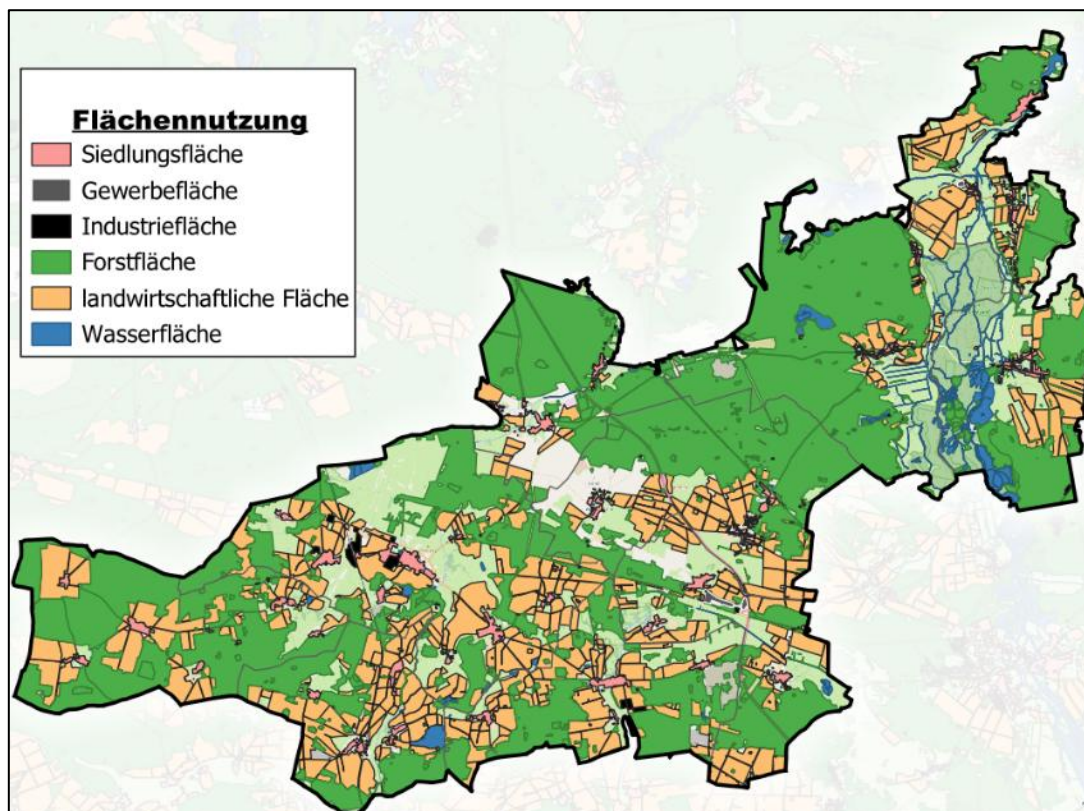 Flächennutzung
Siedlungsfläche
Gewerbefläche
Industriefläche
Forstfläche
landwirtschaftliche Fläche
Wasserfläche